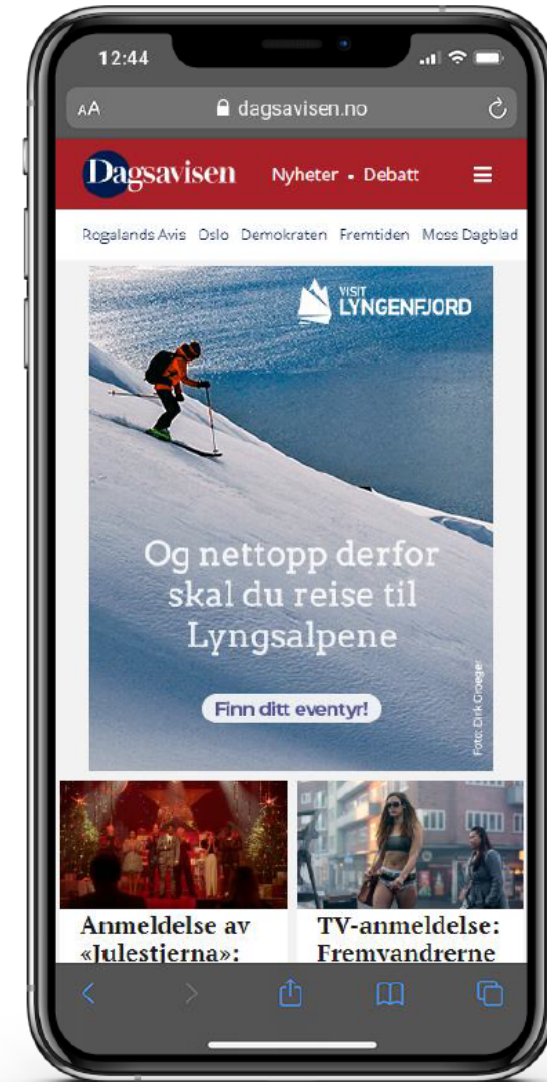 12:44
AA dagsavisen.no
Dagsavisen Nyheter • Debatt
Rogalands Avis Oslo Demokraten Fremtiden Moss Dagblad
VISIT
LYNGENFJORD
Og nettopp derfor
skal du reise til
Lyngsalpene
Finn ditt eventyr!
Foto: Dirk Groeger
Anmeldelse av
«Julestjerna»:
TV-anmeldelse:
Fremvandrerne